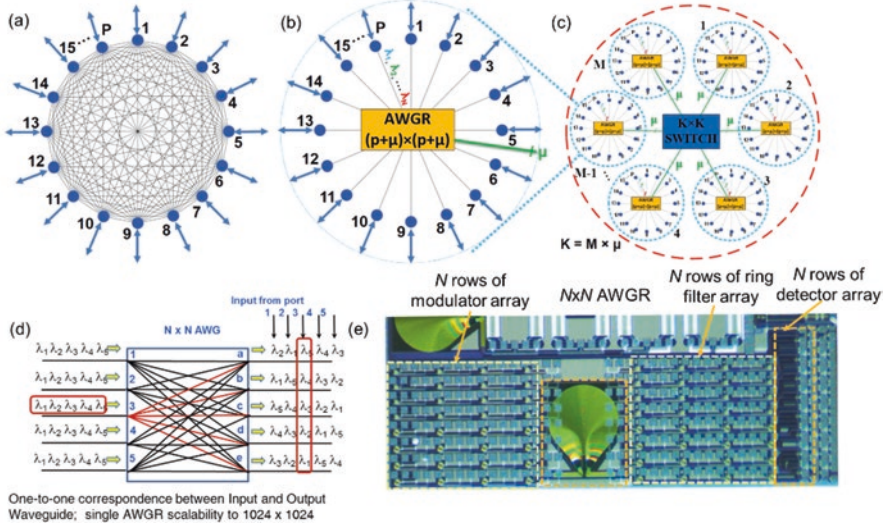 (a)
1
2
3
4
5
6
7
8
9
10
11
12
13
14
15
P
(b)
1
2
3
4
5
6
7
8
9
10
11
12
13
14
15
P
AWGR
(p+μ)×(p+μ)
μ
(c)
1
2
3
4
M-1
M
μ
μ
μ
μ
μ
μ
K×K
SWITCH
K = M × μ
(d)
N x N AWG
Input from port
1 2 3 4 5
λ1 λ2 λ3 λ4 λ5 1 a λ2 λ1 λ5 λ4 λ3
λ1 λ2 λ3 λ4 λ5 2 b λ1 λ5 λ4 λ3 λ2
λ1 λ2 λ3 λ4 λ5 3 c λ5 λ4 λ3 λ2 λ1
λ1 λ2 λ3 λ4 λ5 4 d λ4 λ3 λ2 λ1 λ5
λ1 λ2 λ3 λ4 λ5 5 e λ3 λ2 λ1 λ5 λ4
One-to-one correspondence between Input and Output
Waveguide; single AWGR scalability to 1024 x 1024
(e)
N rows of
modulator array
NxN AWGR
N rows of ring
filter array
N rows of
detector array